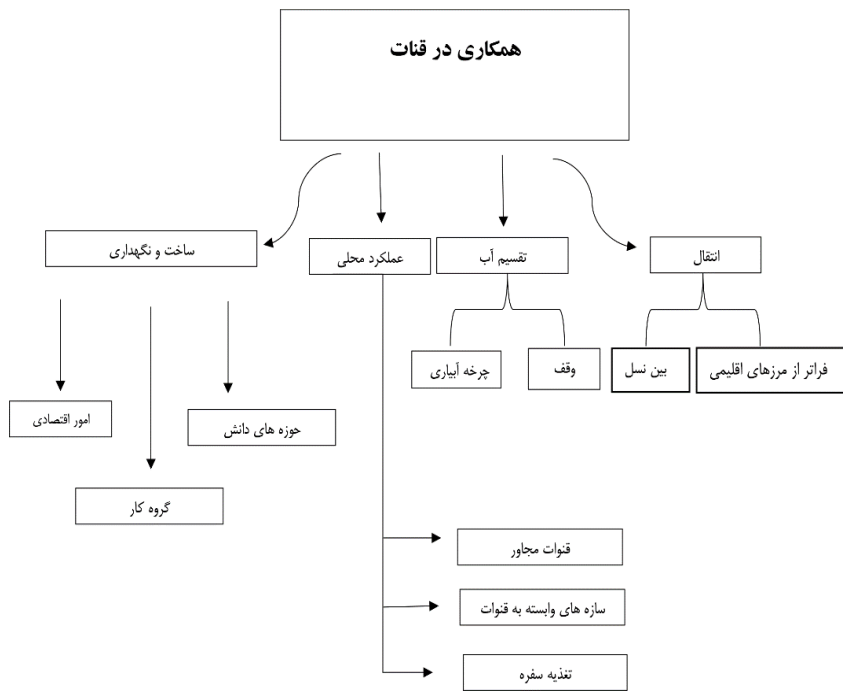 همکاری در قنات
انتقال
تقسیم آب
عملکرد محلی
ساخت و نگهداری
فراتر از مرزهای اقلیمی
بین نسل
وقف
چرخه آبیاری
حوزه های دانش
امور اقتصادی
گروه کار
قنوات مجاور
سازه های وابسته به قنوات
تغذیه سفره